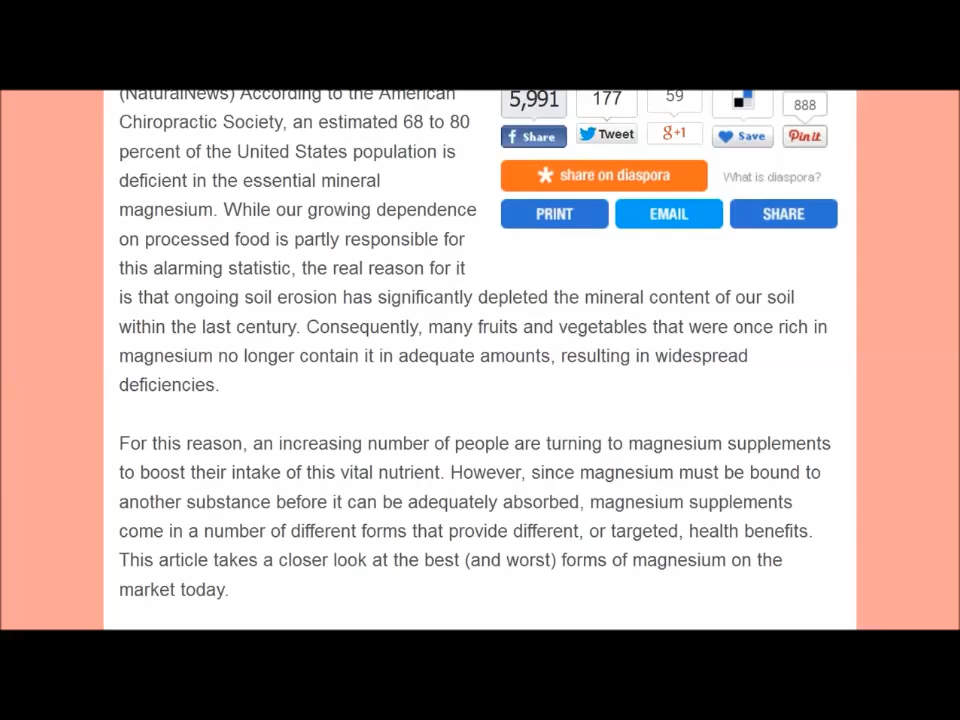 (NaturalNews) According to the American
Chiropractic Society, an estimated 68 to 80
percent of the United States population is
deficient in the essential mineral
magnesium. While our growing dependence
on processed food is partly responsible for
this alarming statistic, the real reason for it
is that ongoing soil erosion has significantly depleted the mineral content of our soil
within the last century. Consequently, many fruits and vegetables that were once rich in
magnesium no longer contain it in adequate amounts, resulting in widespread
deficiencies.
5,991 177 59 888
Share Tweet g+1 Save Pin it
share on diaspora What is diaspora?
PRINT EMAIL SHARE
For this reason, an increasing number of people are turning to magnesium supplements
to boost their intake of this vital nutrient. However, since magnesium must be bound to
another substance before it can be adequately absorbed, magnesium supplements
come in a number of different forms that provide different, or targeted, health benefits.
This article takes a closer look at the best (and worst) forms of magnesium on the
market today.